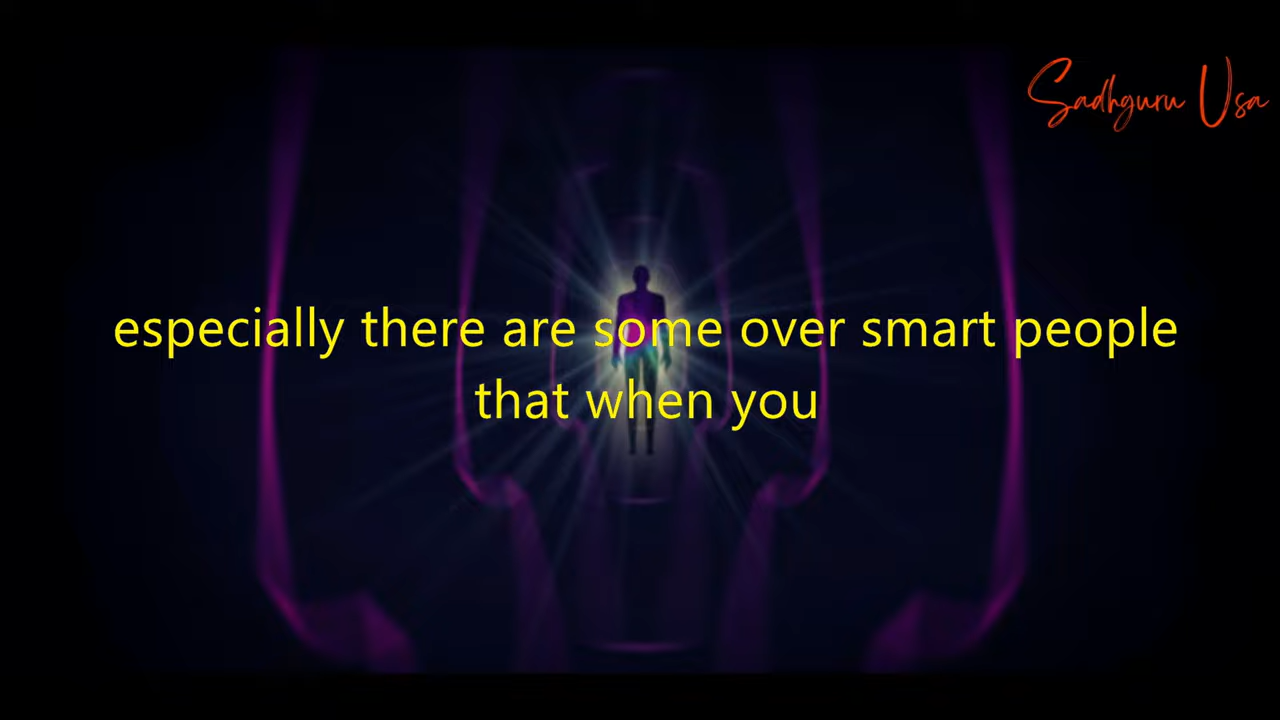 Sadhguru Usa
especially there are some over smart people
that when you